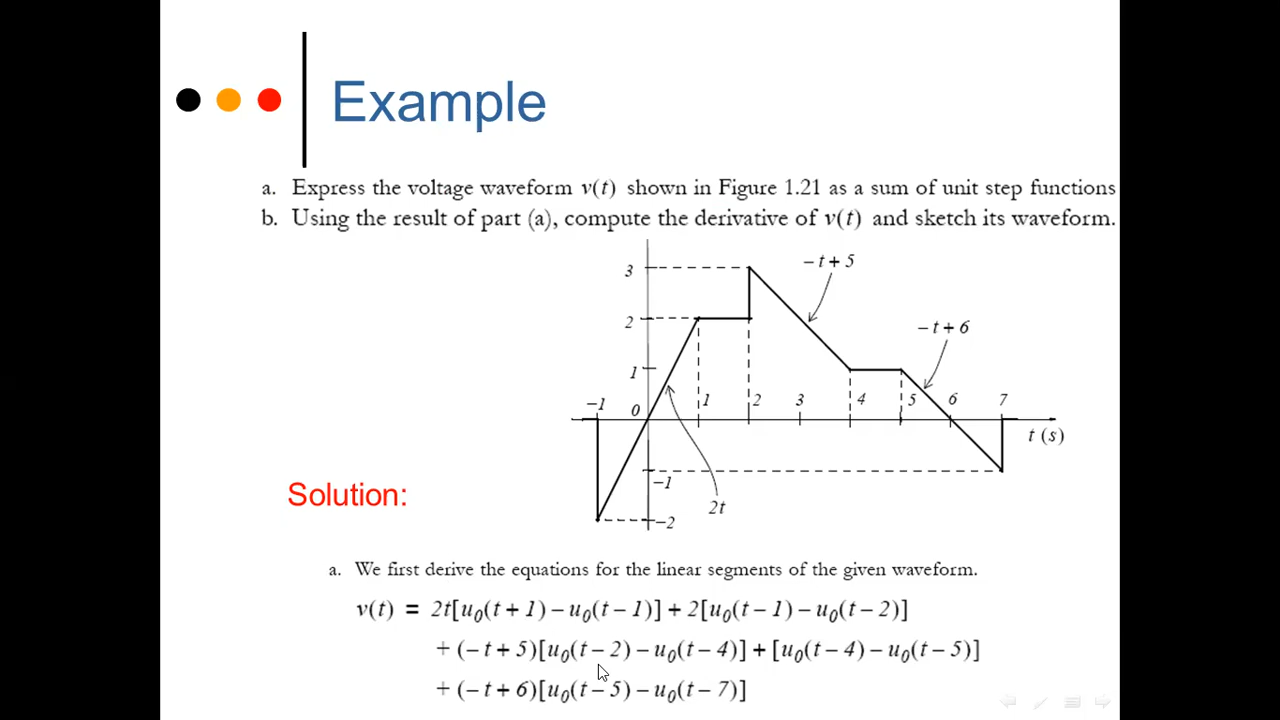 Example
a. Express the voltage waveform v(t) shown in Figure 1.21 as a sum of unit step functions
b. Using the result of part (a), compute the derivative of v(t) and sketch its waveform.
3
−t + 5
2
−t + 6
1
−1 0 1 2 3 4 5 6 7
t (s)
−1
2t
−2
Solution:
a. We first derive the equations for the linear segments of the given waveform.
v(t) = 2t[u₀(t + 1) − u₀(t − 1)] + 2[u₀(t − 1) − u₀(t − 2)]
+ (−t + 5)[u₀(t − 2) − u₀(t − 4)] + [u₀(t − 4) − u₀(t − 5)]
+ (−t + 6)[u₀(t − 5) − u₀(t − 7)]